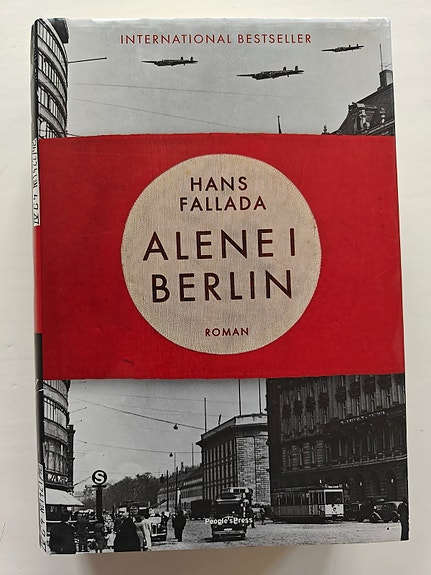 INTERNATIONAL BESTSELLER
HANS
FALLADA
ALENE I
BERLIN
ROMAN
S
People'sPress